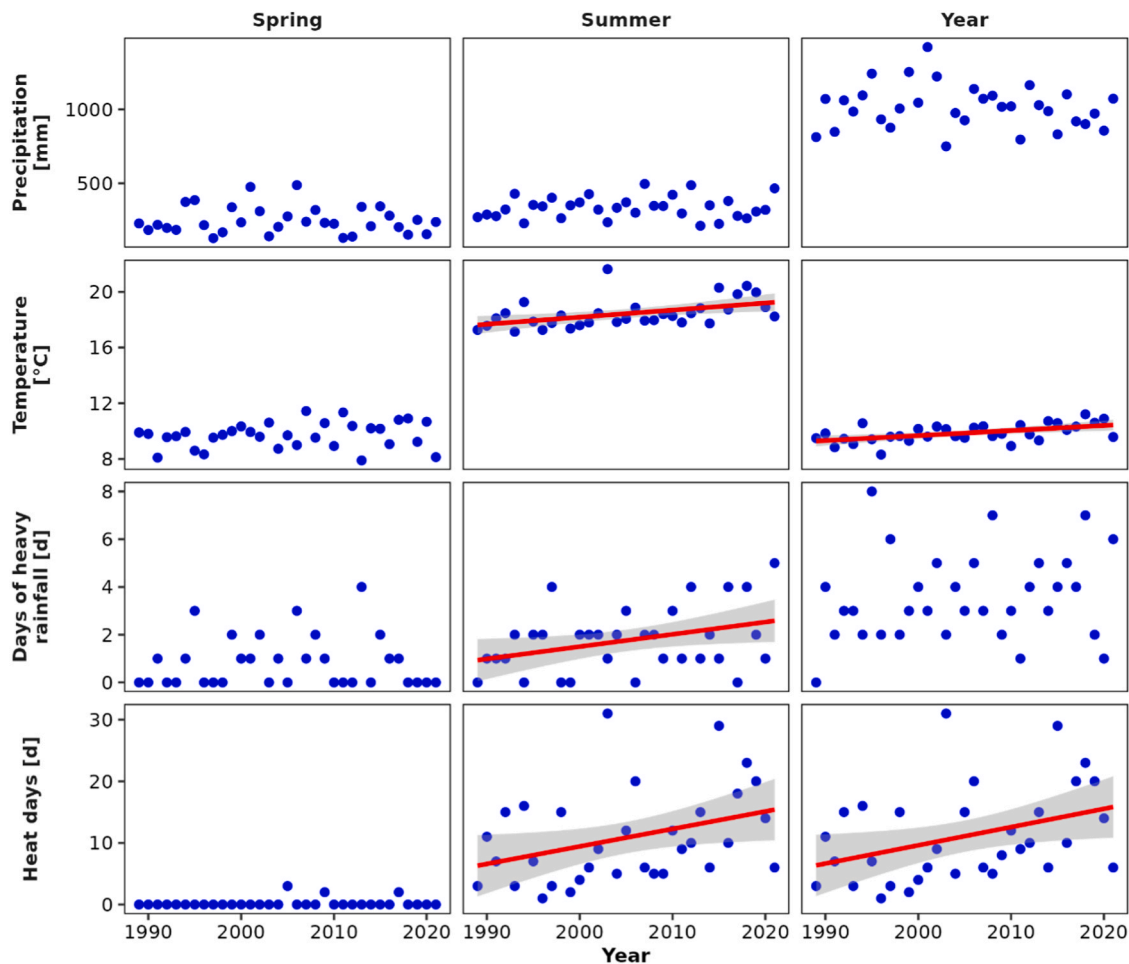 Spring Summer Year
Precipitation
[mm]
1000
500
Temperature
[°C]
20
16
12
8
Days of heavy
rainfall [d]
8
6
4
2
0
Heat days [d]
30
20
10
0
1990 2000 2010 2020 1990 2000 2010 2020 1990 2000 2010 2020
Year